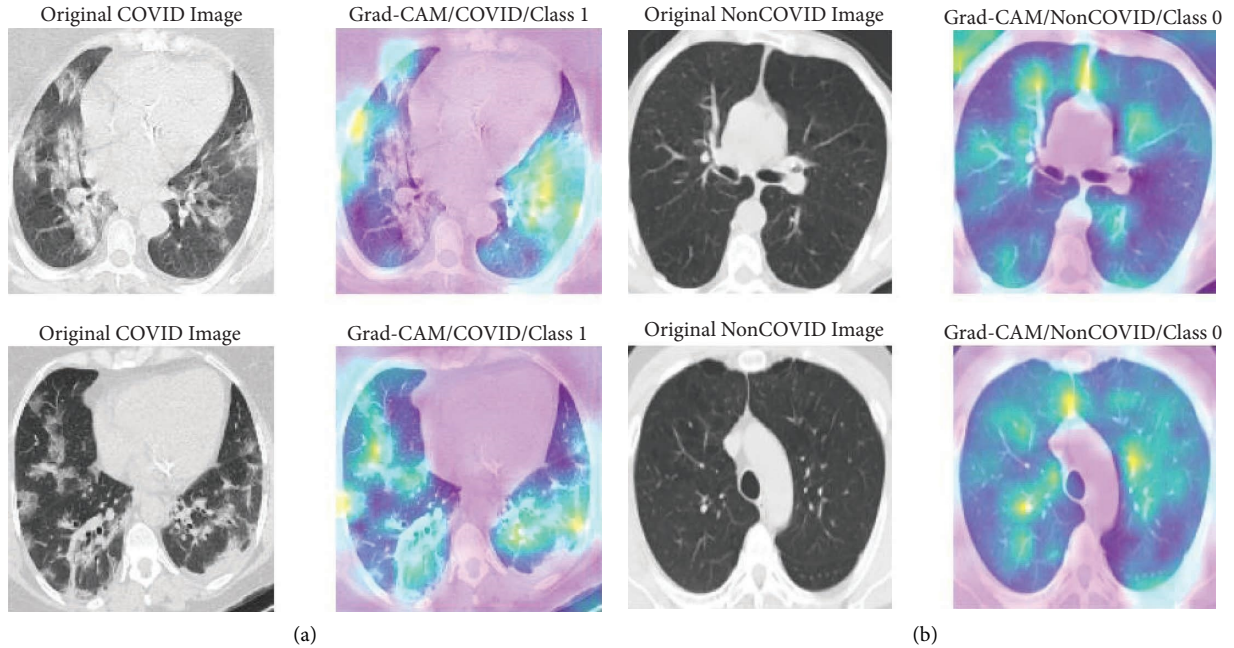 Original COVID Image
Grad-CAM/COVID/Class 1
Original NonCOVID Image
Grad-CAM/NonCOVID/Class 0
Original COVID Image
Grad-CAM/COVID/Class 1
Original NonCOVID Image
Grad-CAM/NonCOVID/Class 0
(a)
(b)